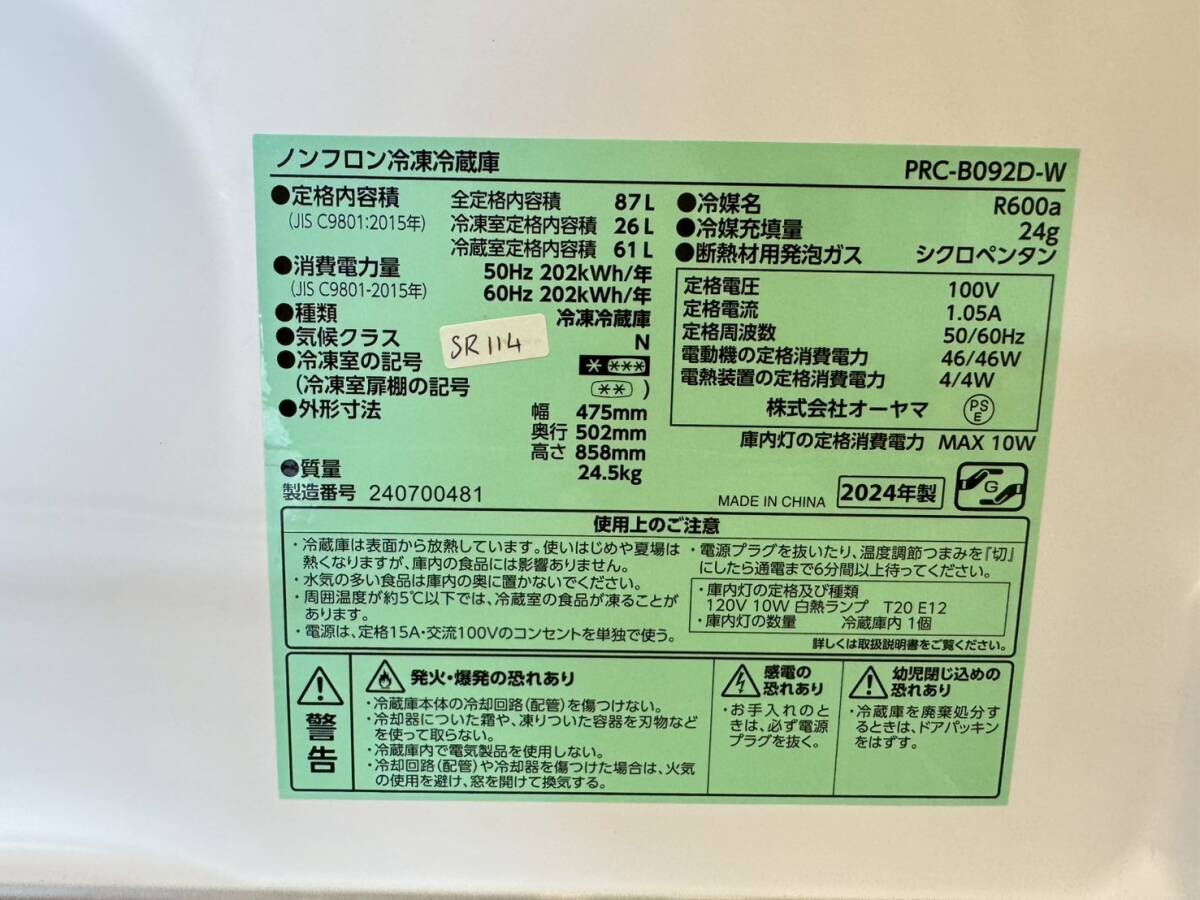 ノンフロン冷凍冷蔵庫 PRC-B092D-W
●定格内容積 全定格内容積 87L
(JIS C9801:2015年) 冷凍室定格内容積 26L
冷蔵室定格内容積 61L
●消費電力量 50Hz 202kWh/年
(JIS C9801-2015年) 60Hz 202kWh/年
●種類 冷凍冷蔵庫
●気候クラス N
●冷凍室の記号 * ***
(冷凍室扉棚の記号 ** )
●外形寸法 幅 475mm
奥行 502mm
高さ 858mm
●質量 24.5kg
製造番号 240700481
SR114
●冷媒名 R600a
●冷媒充填量 24g
●断熱材用発泡ガス シクロペンタン
定格電圧 100V
定格電流 1.05A
定格周波数 50/60Hz
電動機の定格消費電力 46/46W
電熱装置の定格消費電力 4/4W
株式会社オーヤマ PSE
庫内灯の定格消費電力 MAX 10W
MADE IN CHINA 2024年製 G
使用上のご注意
・冷蔵庫は表面から放熱しています。使いはじめや夏場は
熱くなりますが、庫内の食品には影響ありません。
・水気の多い食品は庫内の奥に置かないでください。
・周囲温度が約5℃以下では、冷蔵室の食品が凍ることが
あります。
・電源は、定格15A・交流100Vのコンセントを単独で使う。
・電源プラグを抜いたり、温度調節つまみを『切』
にしたら通電まで6分間以上待ってください。
・庫内灯の定格及び種類
120V 10W 白熱ランプ T20 E12
・庫内灯の数量 冷蔵庫内 1個
詳しくは取扱説明書をご覧ください。
警告
発火・爆発の恐れあり
・冷蔵庫本体の冷却回路(配管)を傷つけない。
・冷却器についた霜や、凍りついた容器を刃物など
を使って取らない。
・冷蔵庫内で電気製品を使用しない。
・冷却回路(配管)や冷却器を傷つけた場合は、火気
の使用を避け、窓を開けて換気する。
感電の
恐れあり
・お手入れのと
きは、必ず電源
プラグを抜く。
幼児閉じ込めの
恐れあり
・冷蔵庫を廃棄処分す
るときは、ドアパッキン
をはずす。